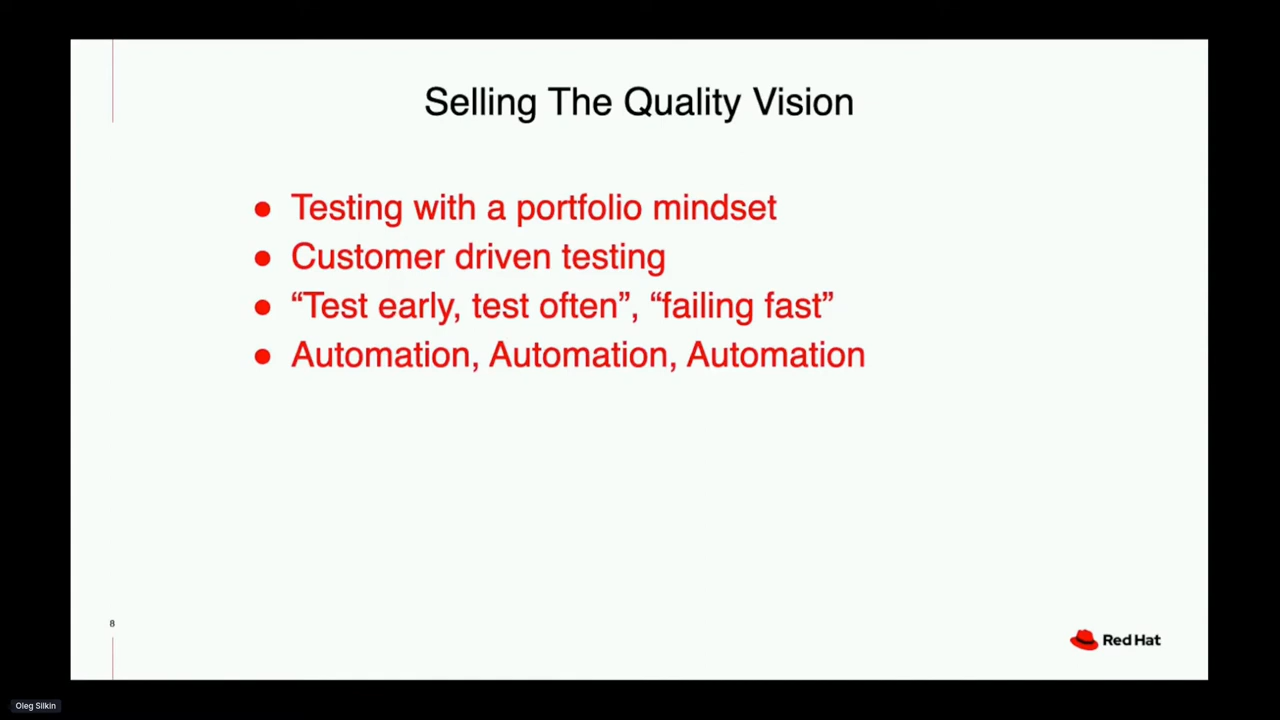 Selling The Quality Vision
● Testing with a portfolio mindset
● Customer driven testing
● “Test early, test often”, “failing fast”
● Automation, Automation, Automation
8
Red Hat
Oleg Silkin